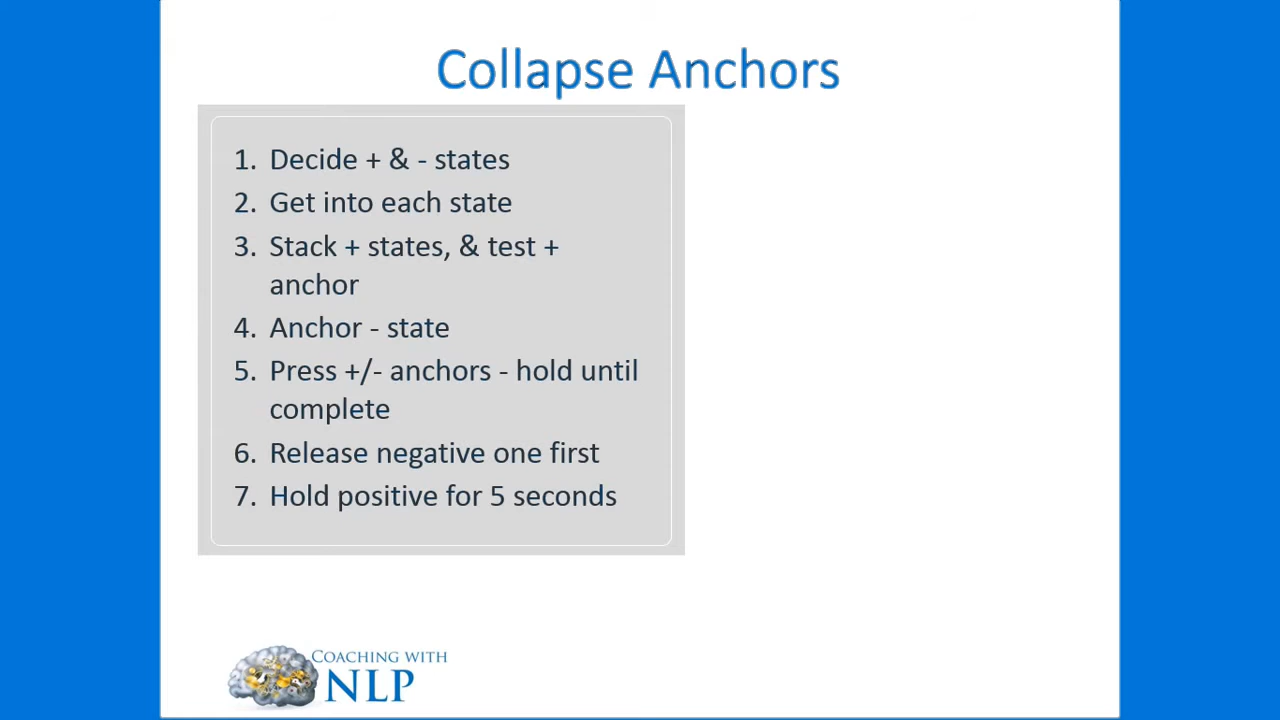 Collapse Anchors
1. Decide + & - states
2. Get into each state
3. Stack + states, & test +
anchor
4. Anchor - state
5. Press +/- anchors - hold until
complete
6. Release negative one first
7. Hold positive for 5 seconds
COACHING WITH
NLP